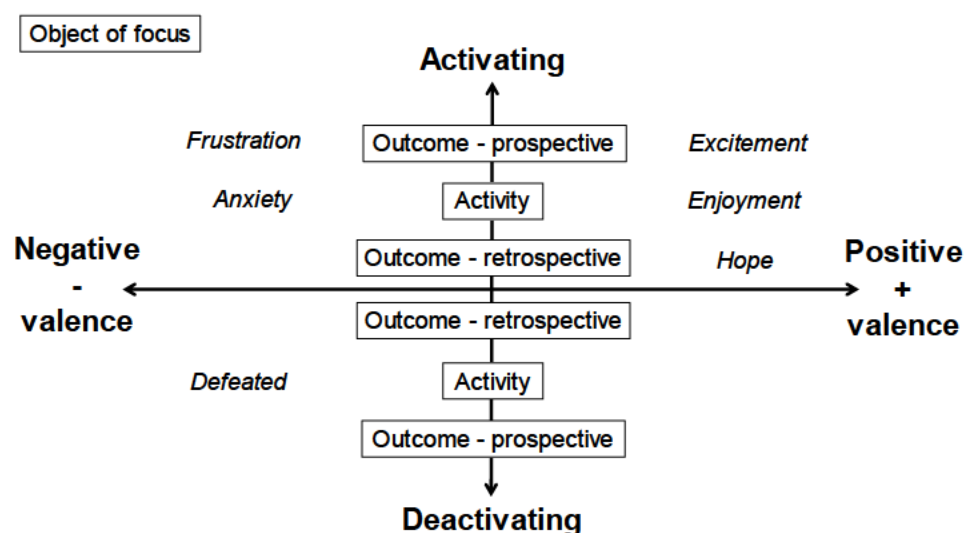 Object of focus
Activating
Frustration
Outcome - prospective
Excitement
Anxiety
Activity
Enjoyment
Negative
-
valence
Outcome - retrospective
Hope
Positive
+
valence
Outcome - retrospective
Defeated
Activity
Outcome - prospective
Deactivating